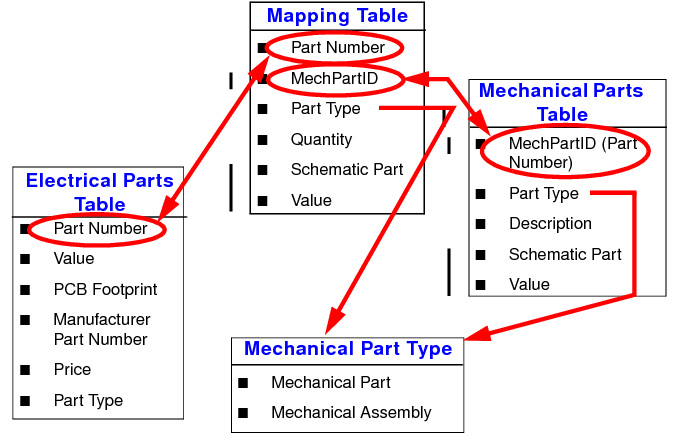 Mapping Table
Part Number
MechPartID
Part Type
Quantity
Schematic Part
Value
Mechanical Parts
Table
MechPartID (Part
Number)
Part Type
Description
Schematic Part
Value
Electrical Parts
Table
Part Number
Value
PCB Footprint
Manufacturer
Part Number
Price
Part Type
Mechanical Part Type
Mechanical Part
Mechanical Assembly